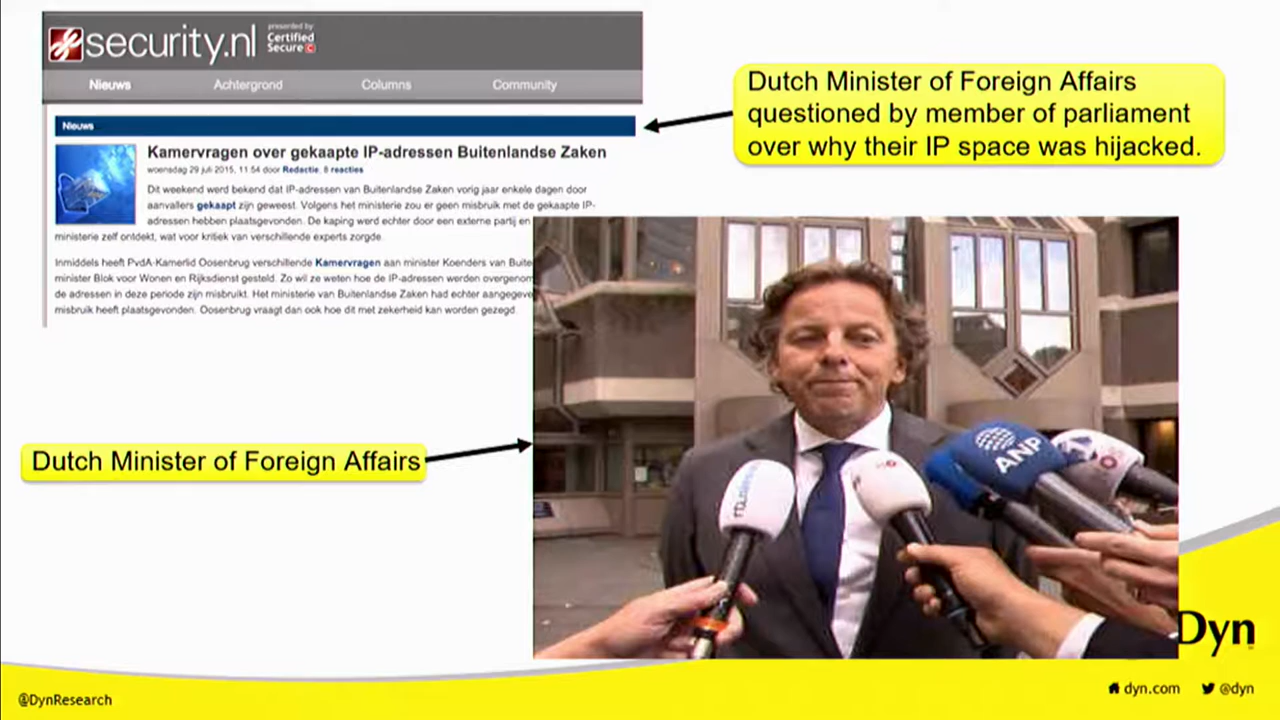 security.nl
presented by
Certified
Secure
Nieuws Achtergrond Columns Community
Nieuws
Kamervragen over gekaapte IP-adressen Buitenlandse Zaken
woensdag 29 juli 2015, 11:54 door Redactie, 8 reacties
Dit weekend werd bekend dat IP-adressen van Buitenlandse Zaken vorig jaar enkele dagen door
aanvallers gekaapt zijn geweest. Volgens het ministerie zou er geen misbruik met de gekaapte IP-
adressen hebben plaatsgevonden. De kaping werd echter door een externe partij en
ministerie zelf ontdekt, wat voor kritiek van verschillende experts zorgde.
Inmiddels heeft PvdA-Kamerlid Oosenbrug verschillende Kamervragen aan minister Koenders van Buite
minister Blok voor Wonen en Rijksdienst gesteld. Zo wil ze weten hoe de IP-adressen werden overgenom
de adressen in deze periode zijn misbruikt. Het ministerie van Buitenlandse Zaken had echter aangegeve
misbruik heeft plaatsgevonden. Oosenbrug vraagt dan ook hoe dit met zekerheid kan worden gezegd
Dutch Minister of Foreign Affairs
questioned by member of parliament
over why their IP space was hijacked.
Dutch Minister of Foreign Affairs
ANP
Dyn
@DynResearch
dyn.com @dyn